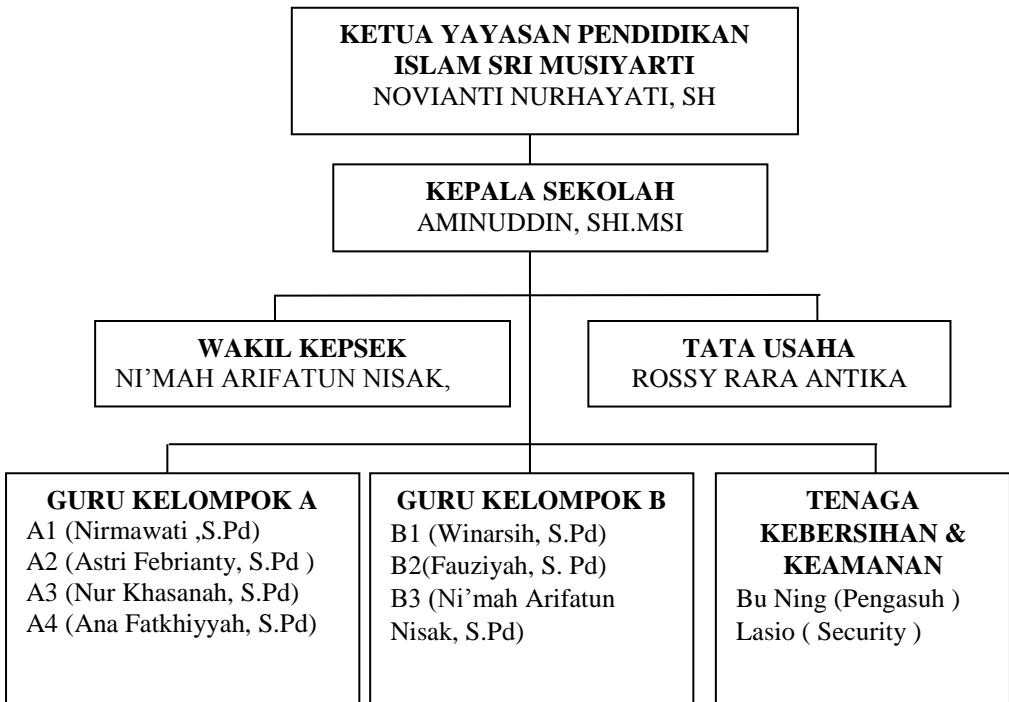 KETUA YAYASAN PENDIDIKAN
ISLAM SRI MUSIYARTI
NOVIANTI NURHAYATI, SH
KEPALA SEKOLAH
AMINUDDIN, SHI.MSI
WAKIL KEPSEK
NI’MAH ARIFATUN NISAK,
TATA USAHA
ROSSY RARA ANTIKA
GURU KELOMPOK A
A1 (Nirmawati ,S.Pd)
A2 (Astri Febrianty, S.Pd )
A3 (Nur Khasanah, S.Pd)
A4 (Ana Fatkhiyyah, S.Pd)
GURU KELOMPOK B
B1 (Winarsih, S.Pd)
B2(Fauziyah, S. Pd)
B3 (Ni’mah Arifatun
Nisak, S.Pd)
TENAGA
KEBERSIHAN &
KEAMANAN
Bu Ning (Pengasuh )
Lasio ( Security )